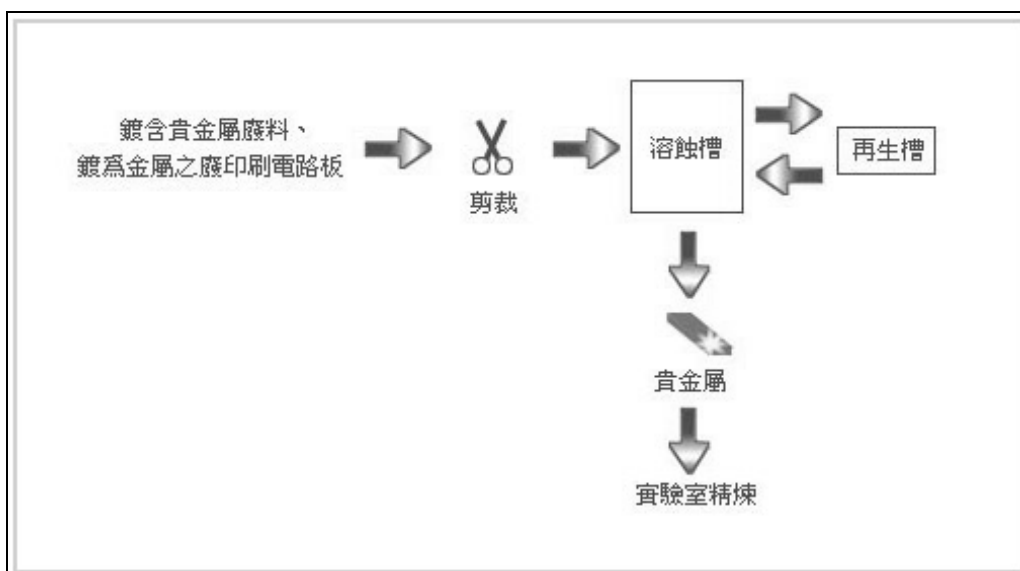 鍍含貴金屬廢料、
鍍為金屬之廢印刷電路板
剪裁
溶蝕槽
再生槽
貴金屬
實驗室精煉